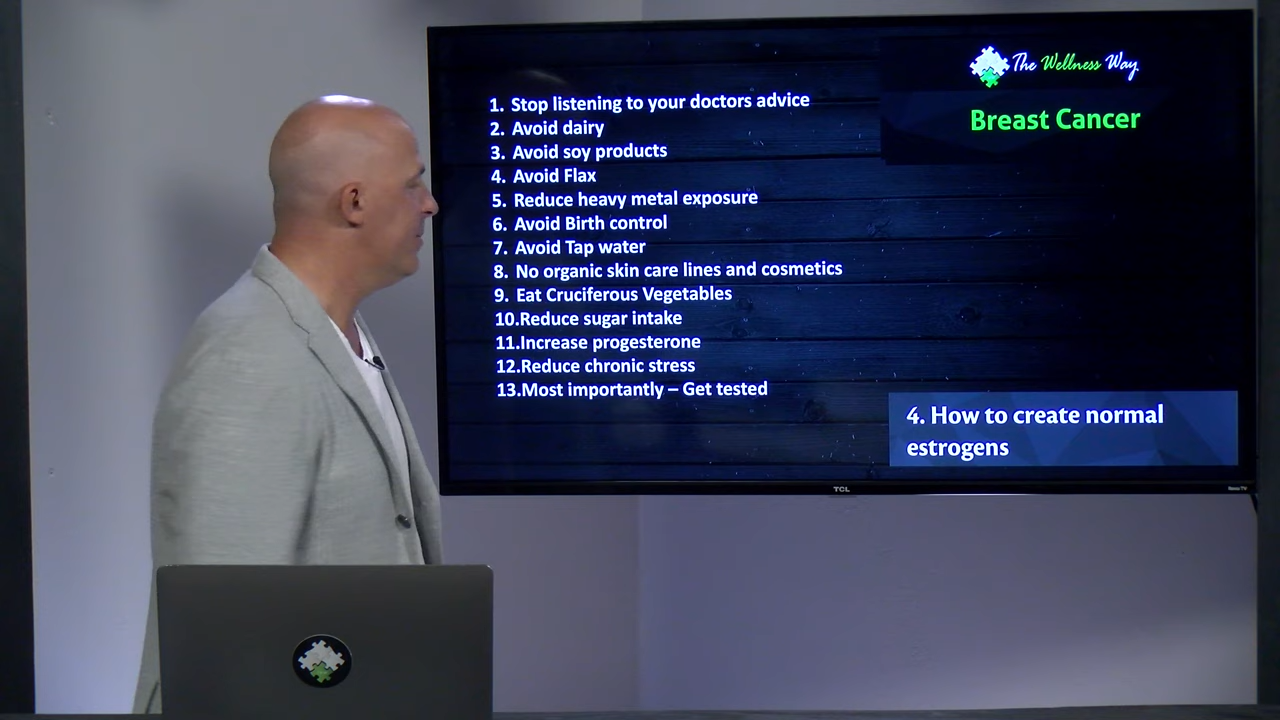 The Wellness Way
Breast Cancer
1. Stop listening to your doctors advice
2. Avoid dairy
3. Avoid soy products
4. Avoid Flax
5. Reduce heavy metal exposure
6. Avoid Birth control
7. Avoid Tap water
8. No organic skin care lines and cosmetics
9. Eat Cruciferous Vegetables
10.Reduce sugar intake
11.Increase progesterone
12.Reduce chronic stress
13.Most importantly – Get tested
4. How to create normal
estrogens
TCL
Roku TV